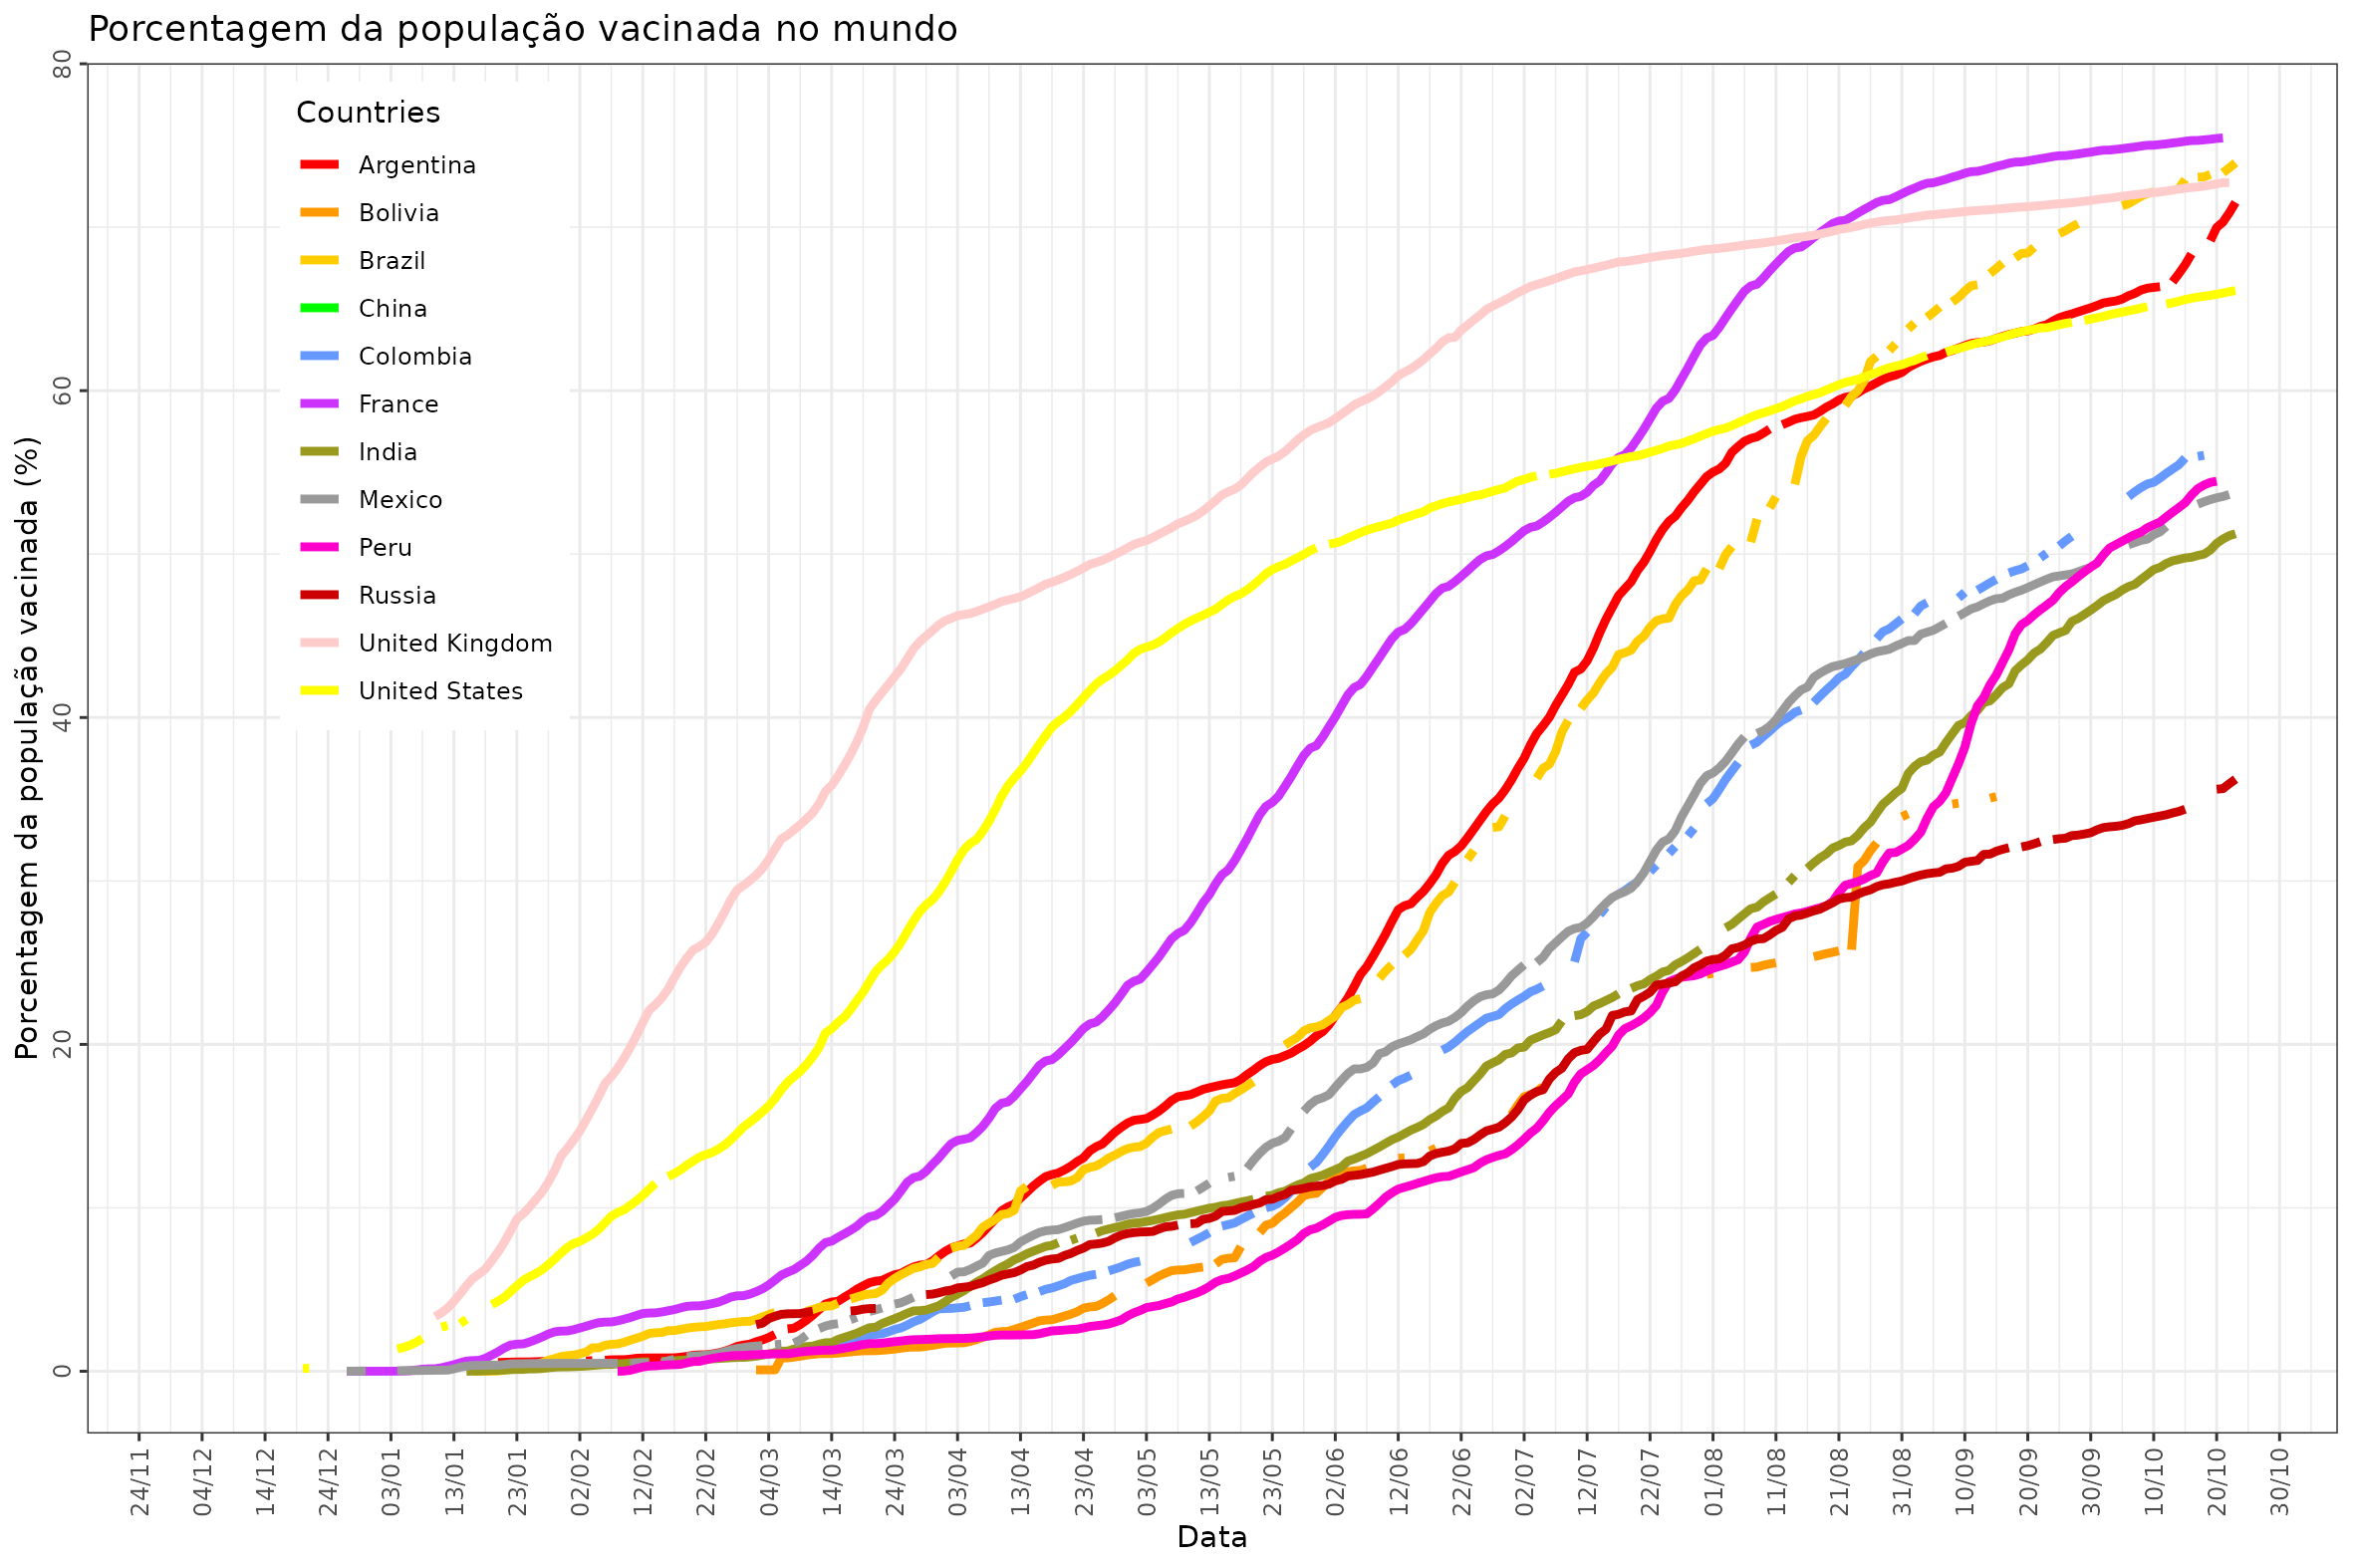 Porcentagem da população vacinada no mundo
Porcentagem da população vacinada (%)
80
60
40
20
0
Countries
Argentina
Bolivia
Brazil
China
Colombia
France
India
Mexico
Peru
Russia
United Kingdom
United States
24/11
04/12
14/12
24/12
03/01
13/01
23/01
02/02
12/02
22/02
04/03
14/03
24/03
03/04
13/04
23/04
03/05
13/05
23/05
02/06
12/06
22/06
02/07
12/07
22/07
01/08
11/08
21/08
31/08
10/09
20/09
30/09
10/10
20/10
30/10
Data